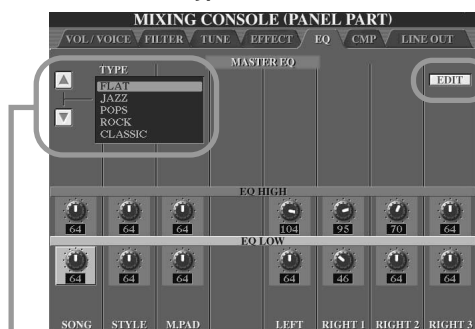 MIXING CONSOLE (PANEL PART)
VOL / VOICE FILTER TUNE EFFECT EQ CMP LINE OUT
MASTER EQ
TYPE
EDIT
FLAT
JAZZ
POPS
ROCK
CLASSIC
EQ HIGH
64 64 64 104 95 70 64
EQ LOW
64 64 64 64 46 64 64
SONG STYLE M.PAD LEFT RIGHT 1 RIGHT 2 RIGHT 3